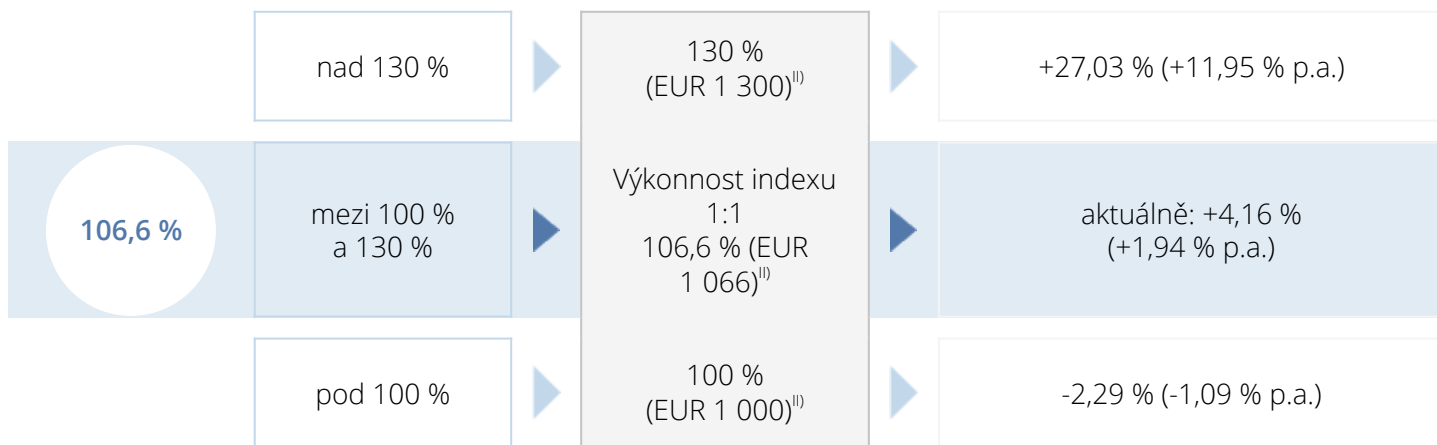 nad 130 %
130 %
(EUR 1 300)II)
+27,03 % (+11,95 % p.a.)
106,6 %
mezi 100 %
a 130 %
Výkonnost indexu
1:1
106,6 % (EUR
1 066)II)
aktuálně: +4,16 %
(+1,94 % p.a.)
pod 100 %
100 %
(EUR 1 000)II)
-2,29 % (-1,09 % p.a.)